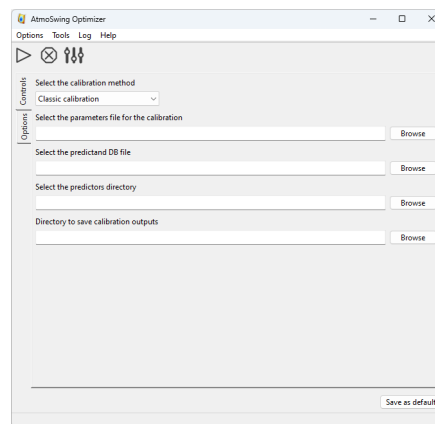 AtmoSwing Optimizer
Options Tools Log Help
Controls
Options
Select the calibration method
Classic calibration
Select the parameters file for the calibration
Browse
Select the predictand DB file
Browse
Select the predictors directory
Browse
Directory to save calibration outputs
Browse
Save as default